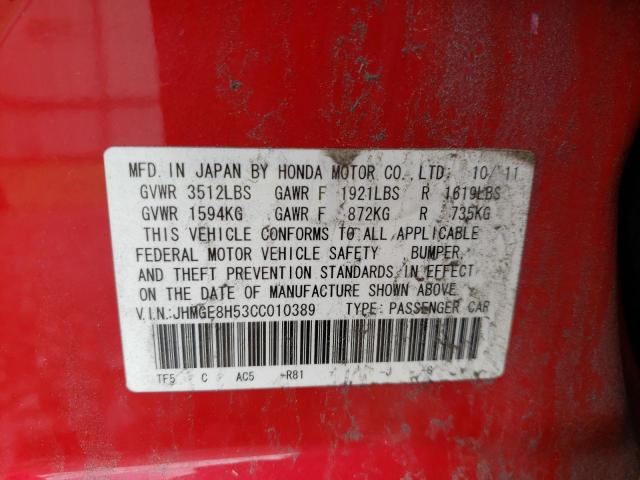 MFD. IN JAPAN BY HONDA MOTOR CO., LTD. 10/11
GVWR 3512LBS GAWR F 1921LBS R 1619LBS
GVWR 1594KG GAWR F 872KG R 735KG
THIS VEHICLE CONFORMS TO ALL APPLICABLE
FEDERAL MOTOR VEHICLE SAFETY BUMPER,
AND THEFT PREVENTION STANDARDS IN EFFECT
ON THE DATE OF MANUFACTURE SHOWN ABOVE.
V.I.N.:JHMGE8H53CC010389 TYPE: PASSENGER CAR
TF5 C AC5 -R81 -J -S